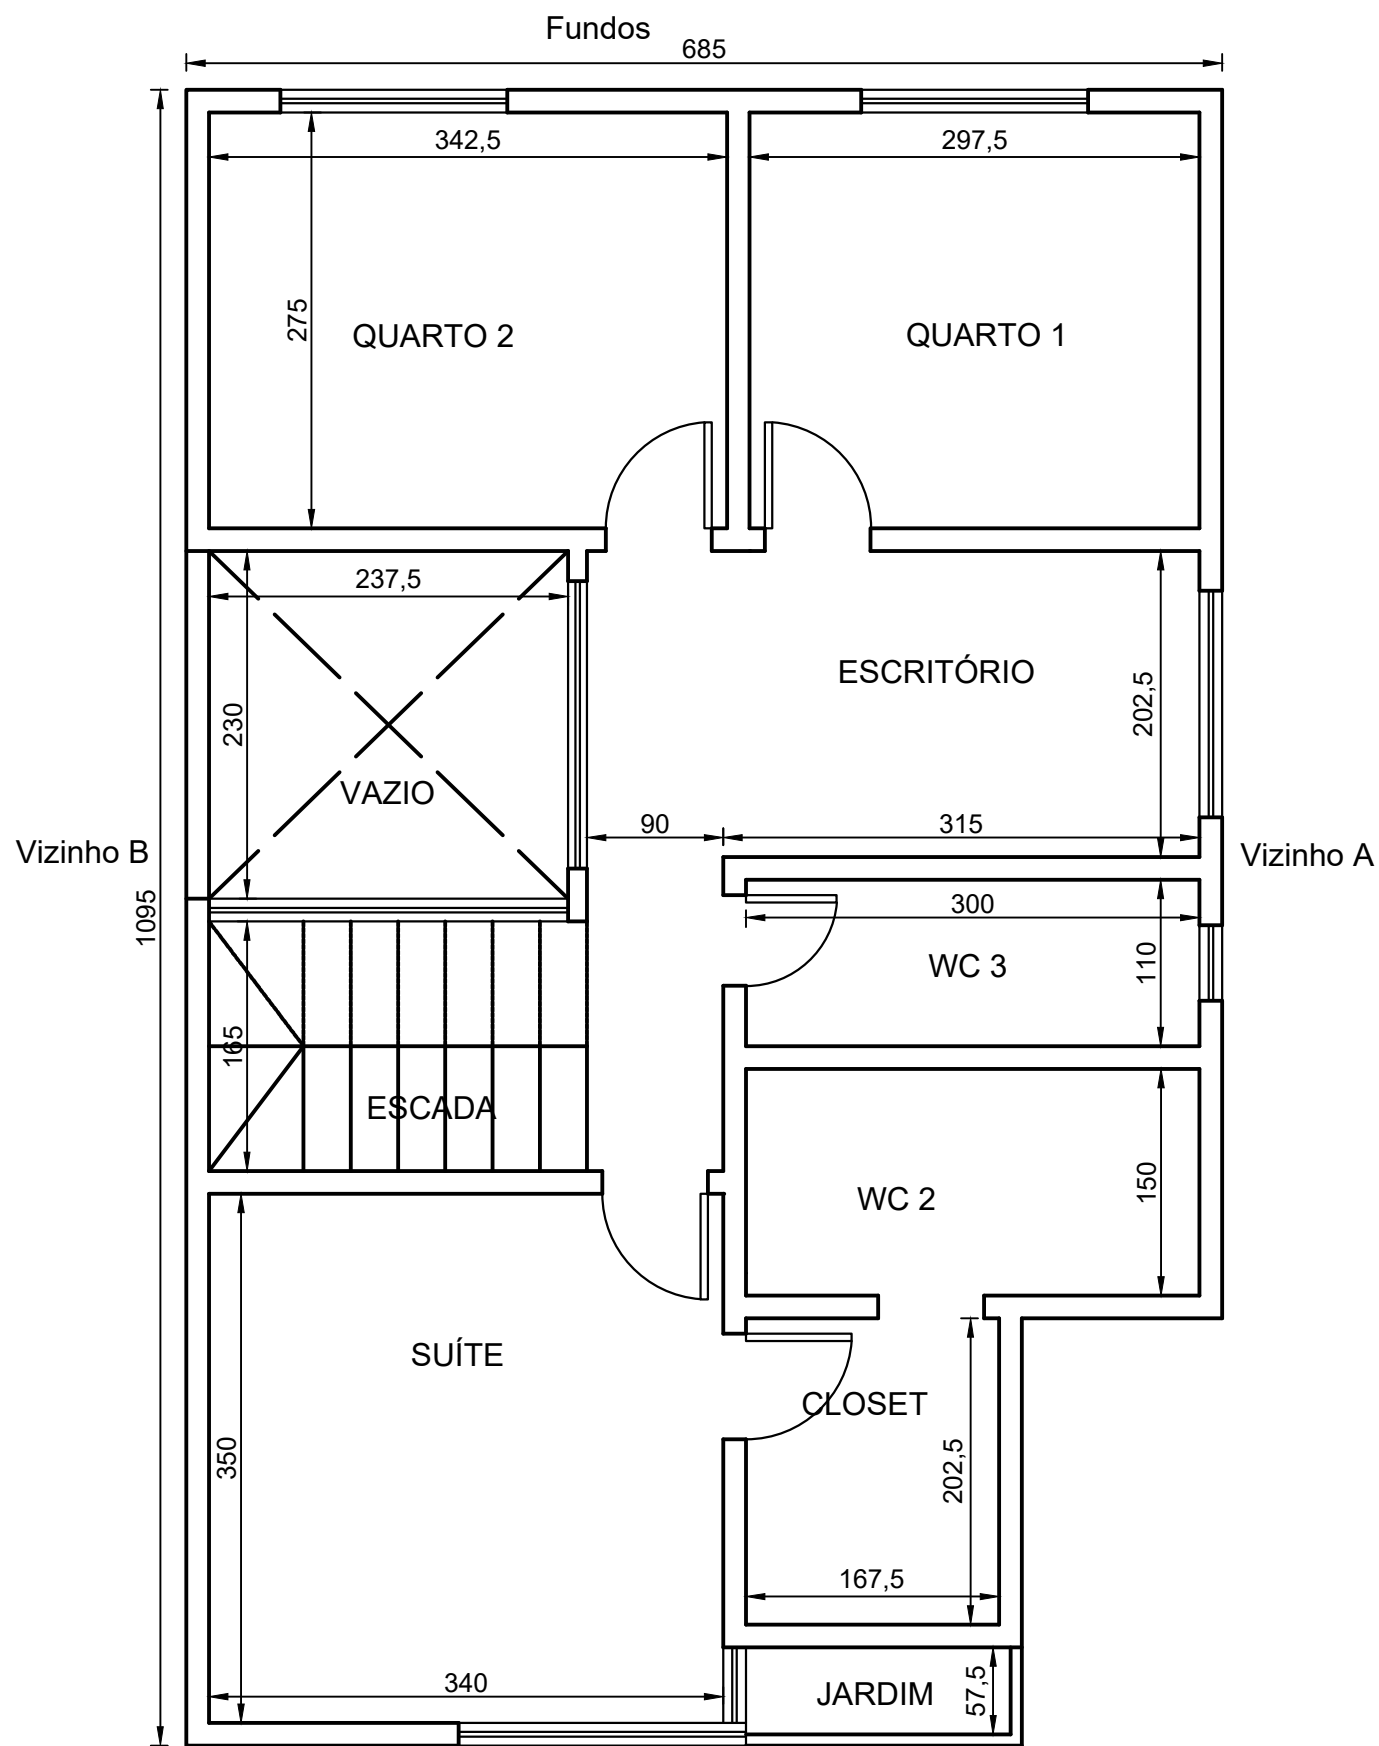 Fundos
685
342,5
297,5
275
QUARTO 2
QUARTO 1
237,5
ESCRITÓRIO
202,5
230
VAZIO
90
315
Vizinho B
Vizinho A
1095
300
WC 3
110
165
ESCADA
150
WC 2
SUÍTE
CLOSET
350
202,5
167,5
340
JARDIM
57,5